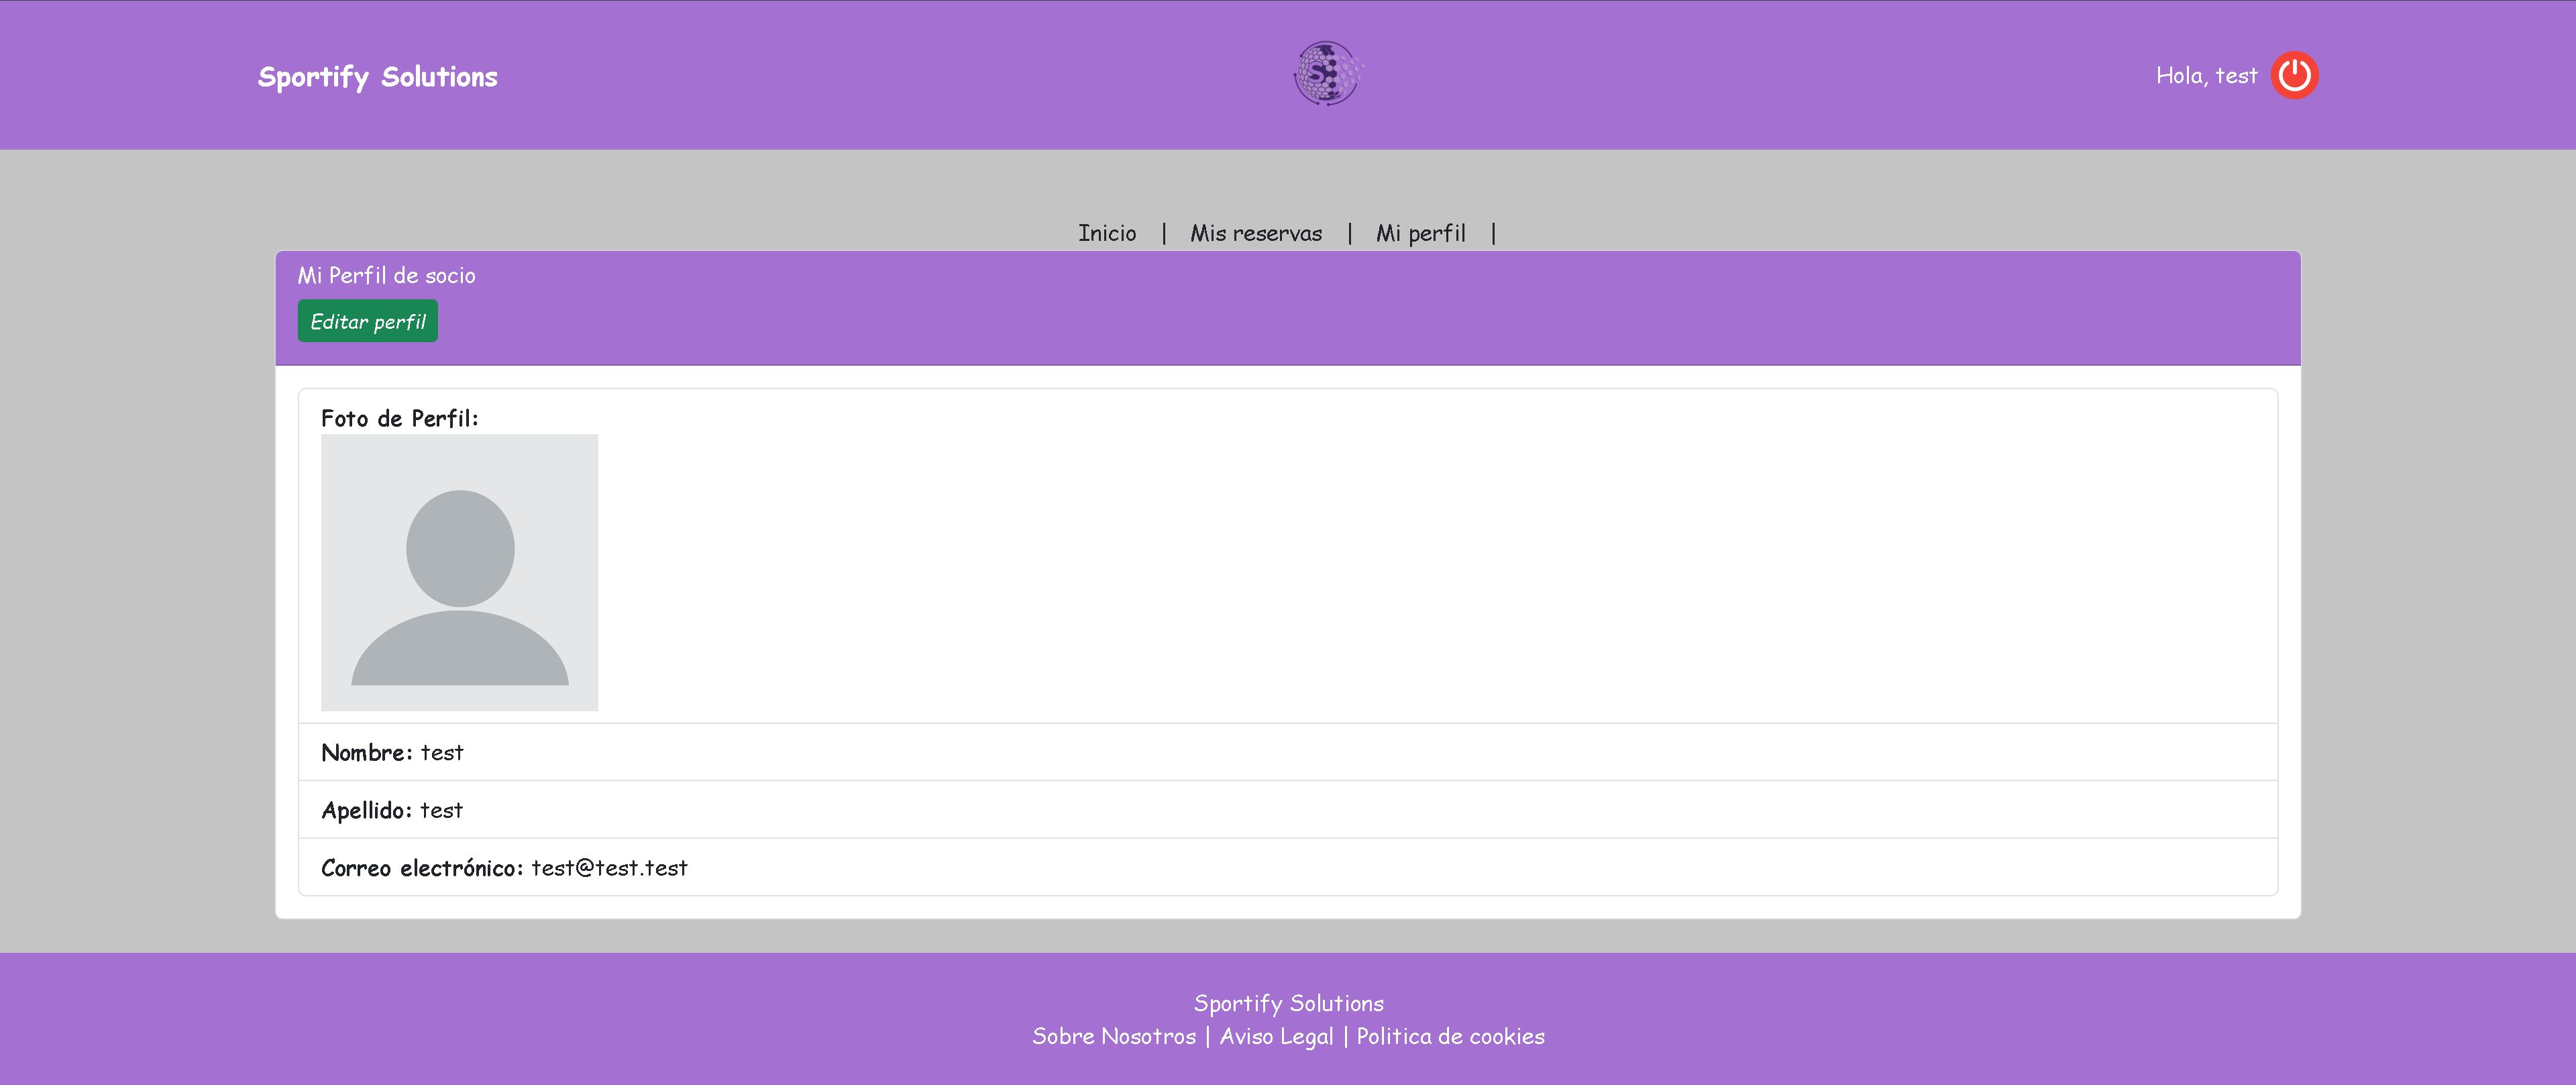 Sportify Solutions
S
Hola, test
Inicio | Mis reservas | Mi perfil |
Mi Perfil de socio
Editar perfil
Foto de Perfil:
Nombre: test
Apellido: test
Correo electrónico: test@test.test
Sportify Solutions
Sobre Nosotros | Aviso Legal | Politica de cookies